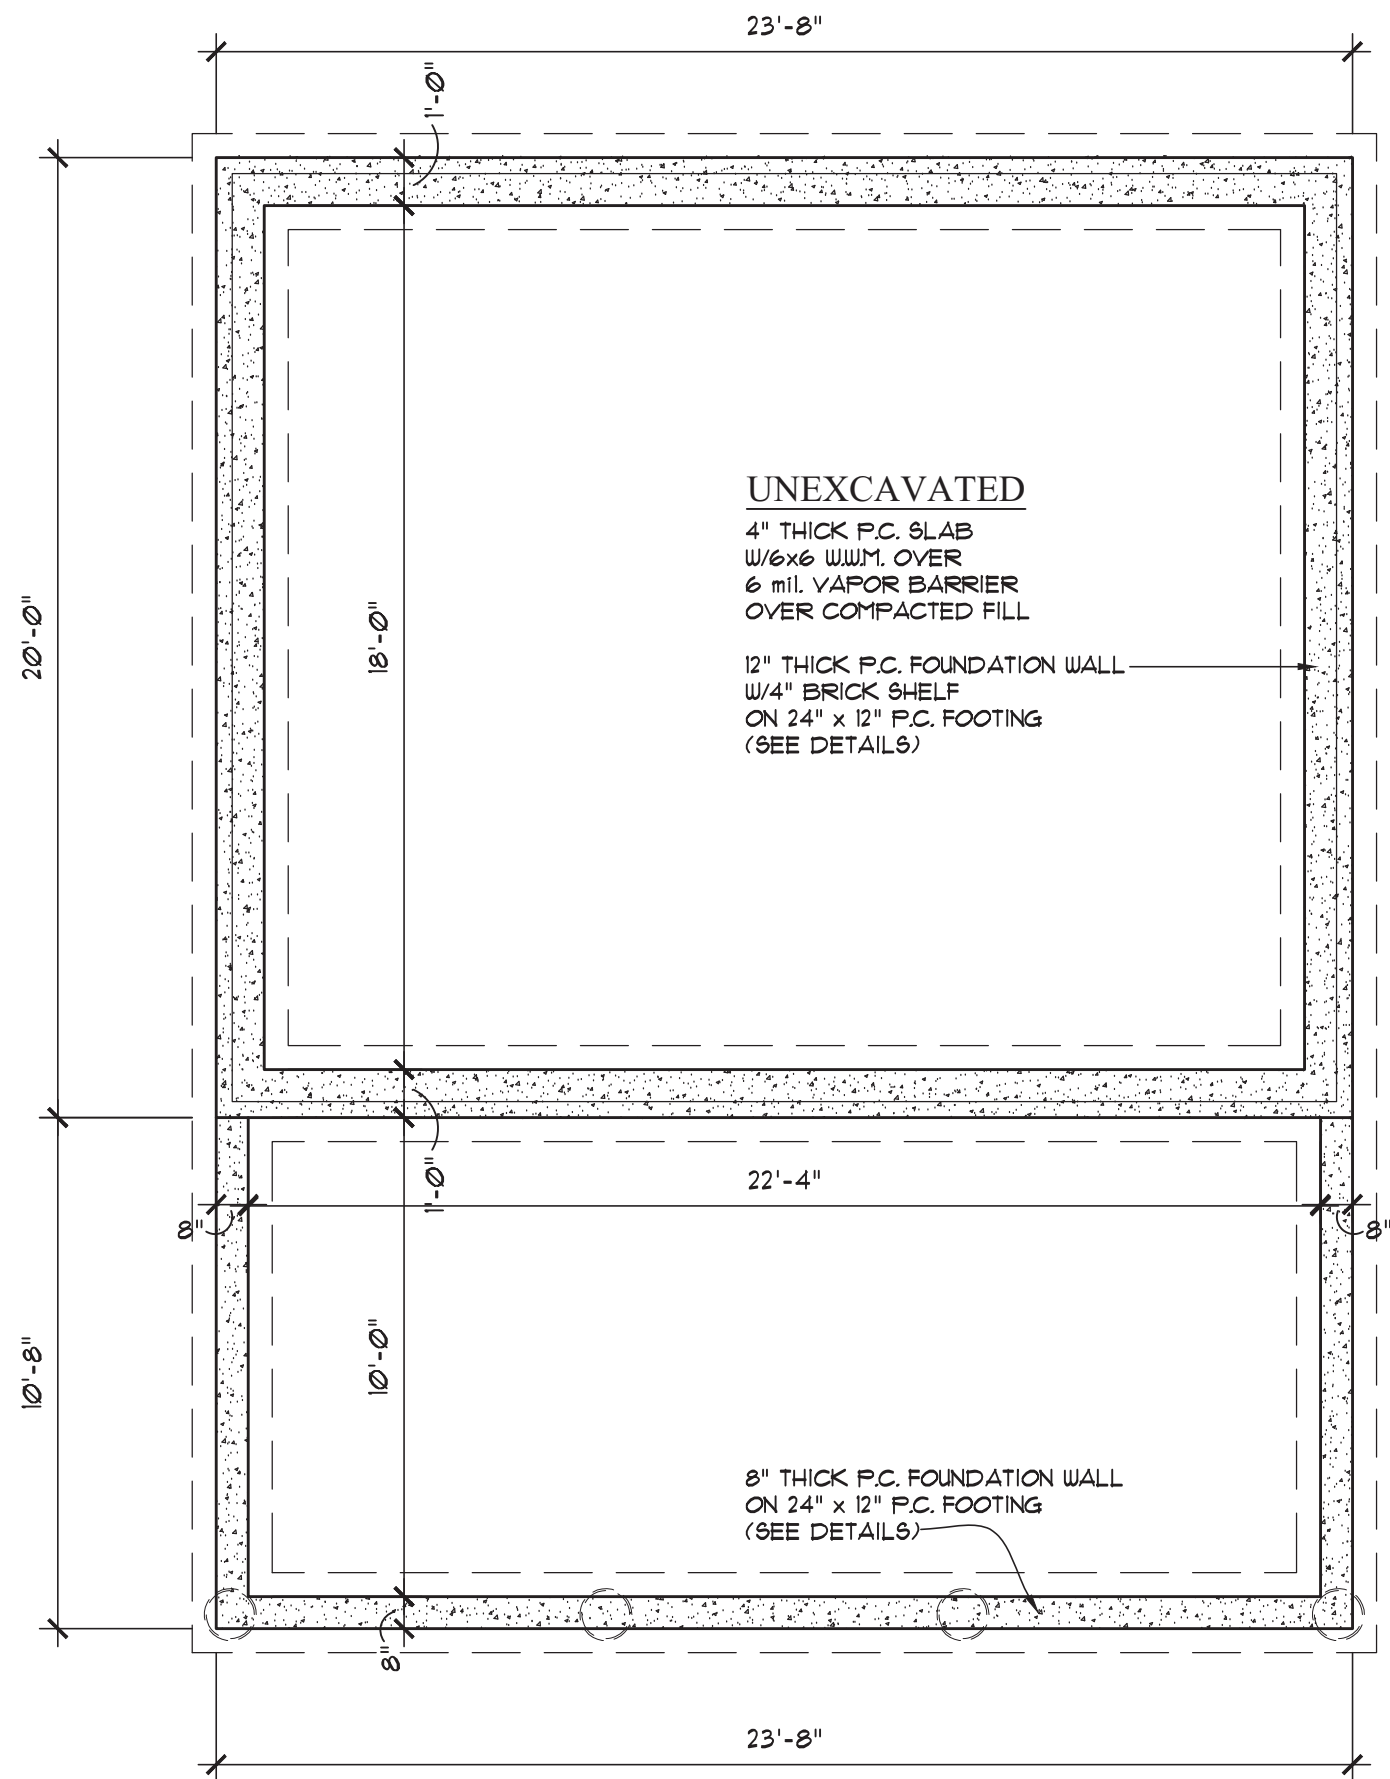 23'-8"
1'-0"
20'-0"
18'-0"
UNEXCAVATED
4" THICK P.C. SLAB
W/6x6 W.W.M. OVER
6 mil. VAPOR BARRIER
OVER COMPACTED FILL
12" THICK P.C. FOUNDATION WALL
W/4" BRICK SHELF
ON 24" x 12" P.C. FOOTING
(SEE DETAILS)
1'-0"
22'-4"
8"
8"
10'-8"
10'-0"
8" THICK P.C. FOUNDATION WALL
ON 24" x 12" P.C. FOOTING
(SEE DETAILS)
8"
23'-8"